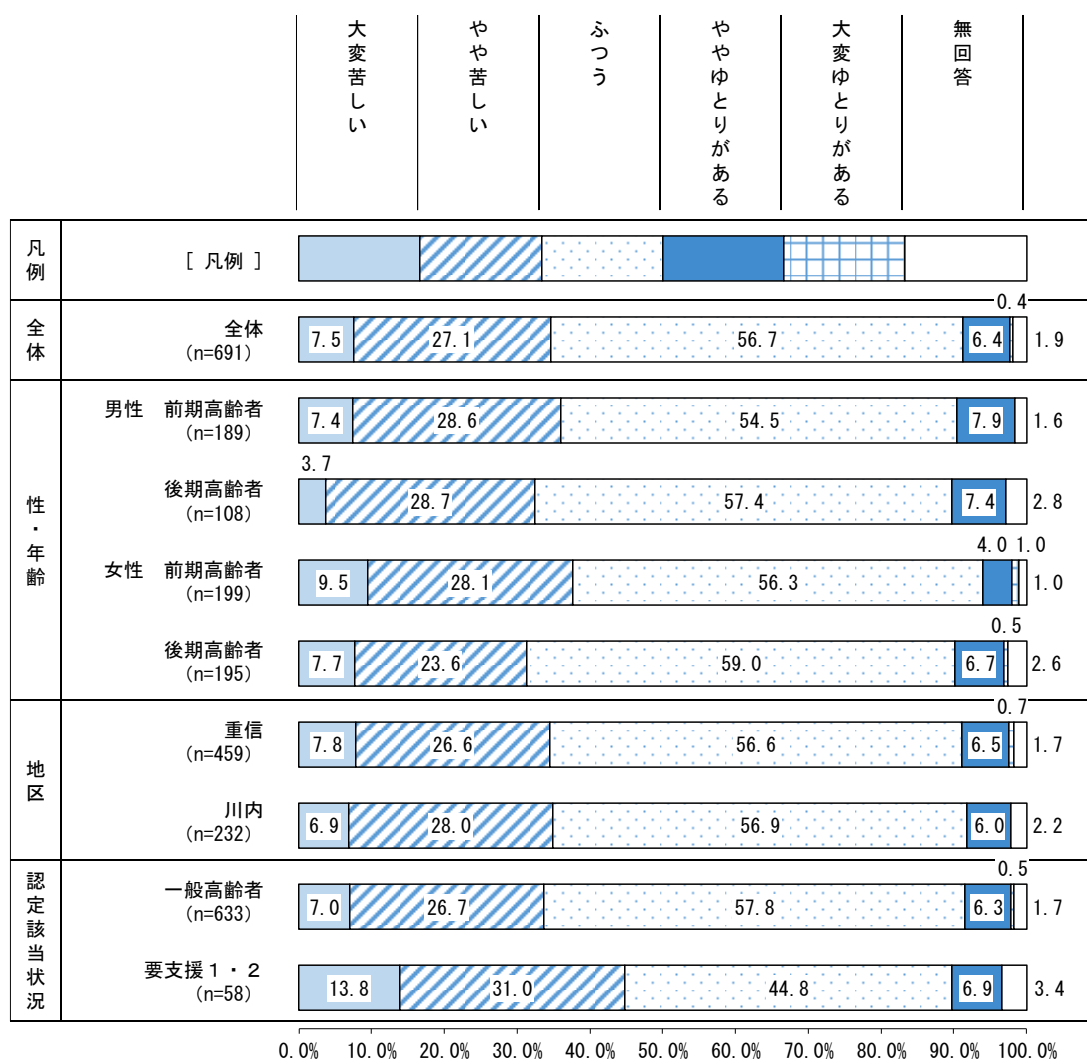 大変苦しい
やや苦しい
ふつう
ややゆとりがある
大変ゆとりがある
無回答
凡例
[ 凡例 ]
全体
全体
(n=691)
7.5
27.1
56.7
6.4
0.4
1.9
性・年齢
男性　前期高齢者
(n=189)
7.4
28.6
54.5
7.9
1.6
後期高齢者
(n=108)
3.7
28.7
57.4
7.4
2.8
女性　前期高齢者
(n=199)
9.5
28.1
56.3
4.0
1.0
1.0
後期高齢者
(n=195)
7.7
23.6
59.0
6.7
0.5
2.6
地区
重信
(n=459)
7.8
26.6
56.6
6.5
0.7
1.7
川内
(n=232)
6.9
28.0
56.9
6.0
2.2
認定該当状況
一般高齢者
(n=633)
7.0
26.7
57.8
6.3
0.5
1.7
要支援１・２
(n=58)
13.8
31.0
44.8
6.9
3.4
0.0% 10.0% 20.0% 30.0% 40.0% 50.0% 60.0% 70.0% 80.0% 90.0% 100.0%